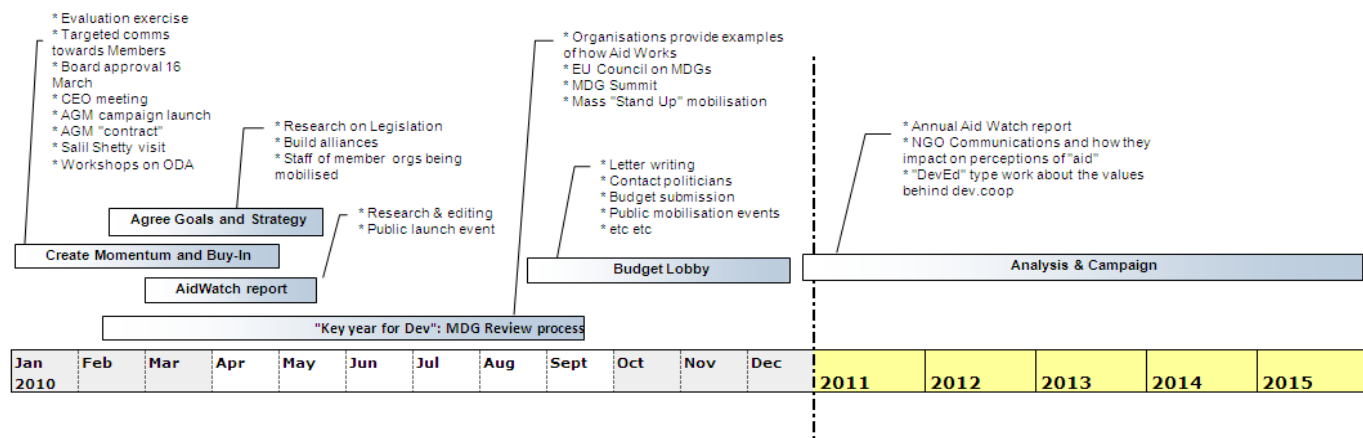 * Evaluation exercise
* Targeted comms
towards Members
* Board approval 16
March
* CEO meeting
* AGM campaign launch
* AGM "contract"
* Salil Shetty visit
* Workshops on ODA
* Research on Legislation
* Build alliances
* Staff of member orgs being
mobilised
* Research & editing
* Public launch event
* Organisations provide examples
of how Aid Works
* EU Council on MDGs
* MDG Summit
* Mass "Stand Up" mobilisation
* Letter writing
* Contact politicians
* Budget submission
* Public mobilisation events
* etc etc
* Annual Aid Watch report
* NGO Communications and how they
impact on perceptions of "aid"
* "DevEd" type work about the values
behind dev.coop
Agree Goals and Strategy
Create Momentum and Buy-In
AidWatch report
"Key year for Dev": MDG Review process
Budget Lobby
Analysis & Campaign
Jan Feb Mar Apr May Jun Jul Aug Sept Oct Nov Dec
2010 2011 2012 2013 2014 2015